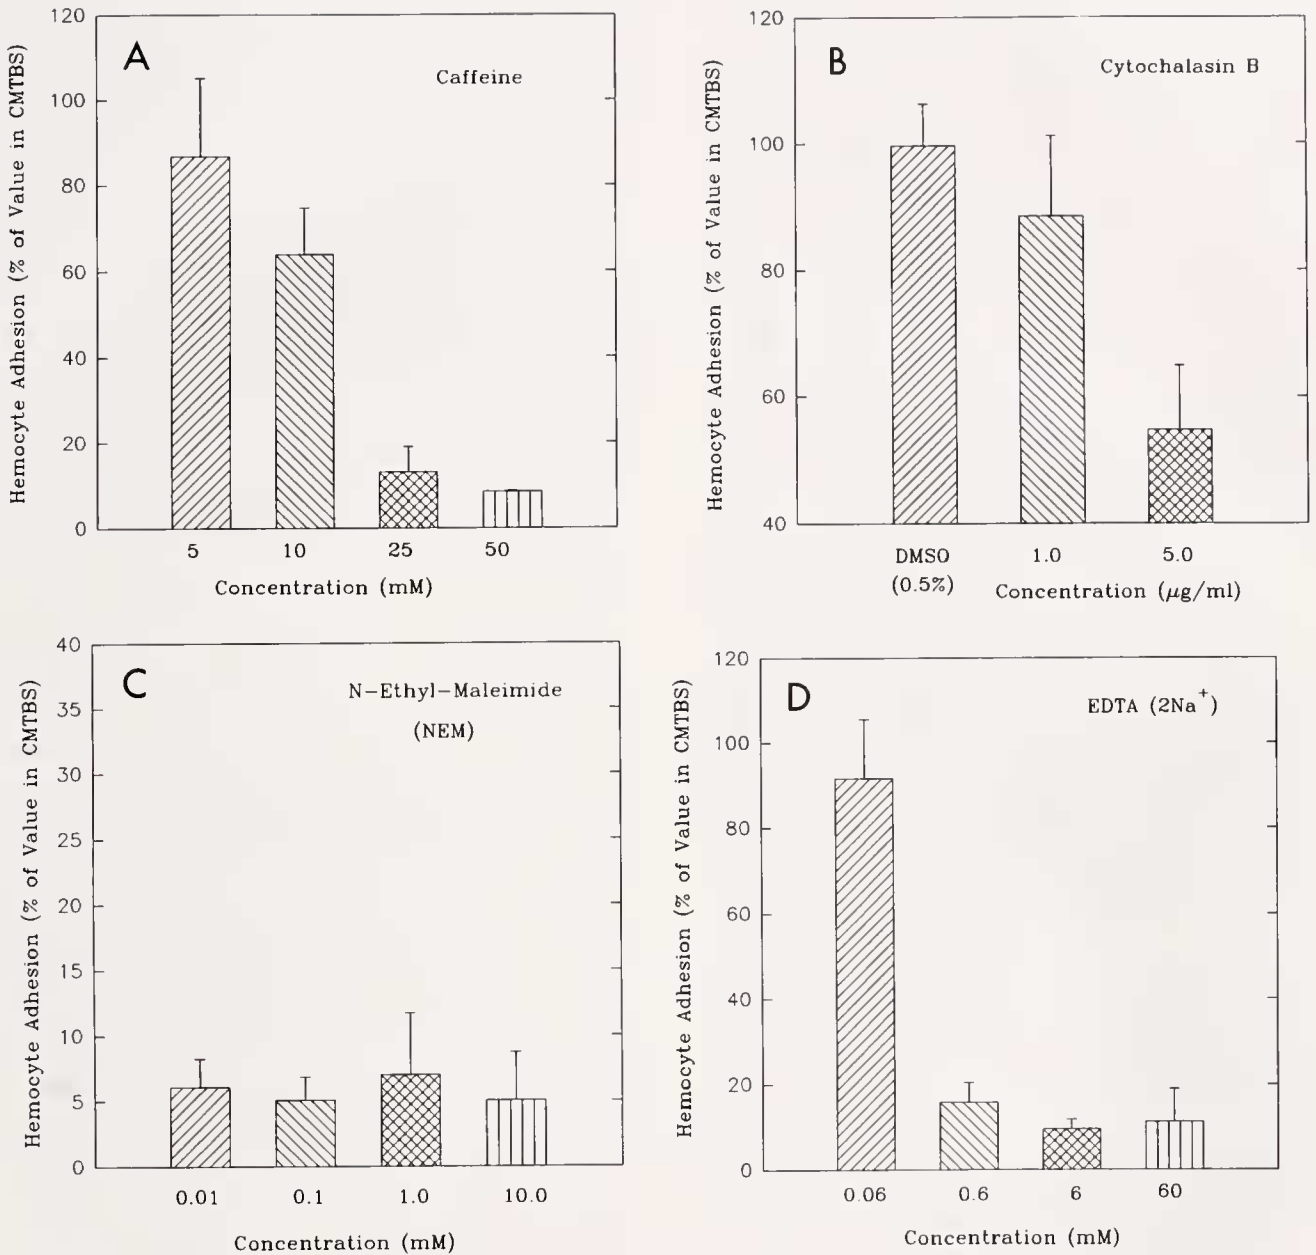 A
Caffeine
Hemocyte Adhesion (% of Value in CMTBS)
120
100
80
60
40
20
0
5 10 25 50
Concentration (mM)
B
Cytochalasin B
Hemocyte Adhesion (% of Value in CMTBS)
120
100
80
60
40
DMSO 1.0 5.0
(0.5%) Concentration (μg/ml)
C
N-Ethyl-Maleimide
(NEM)
Hemocyte Adhesion (% of Value in CMTBS)
40
35
30
25
20
15
10
5
0
0.01 0.1 1.0 10.0
Concentration (mM)
D
EDTA (2Na⁺)
Hemocyte Adhesion (% of Value in CMTBS)
120
100
80
60
40
20
0
0.06 0.6 6 60
Concentration (mM)